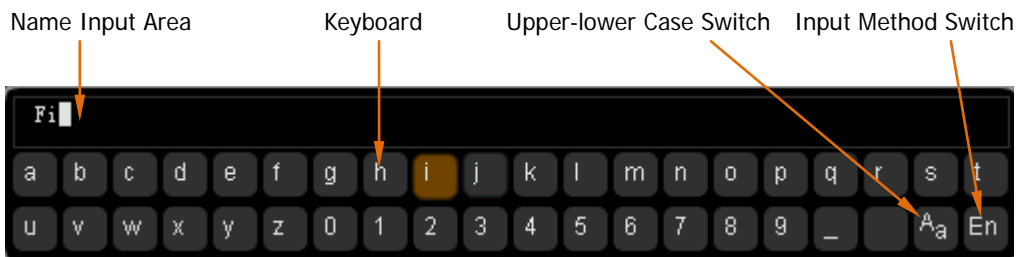 Name Input Area Keyboard Upper-lower Case Switch Input Method Switch
Fi
a b c d e f g h i j k l m n o p q r s t
u v w x y z 0 1 2 3 4 5 6 7 8 9 _ Aa En